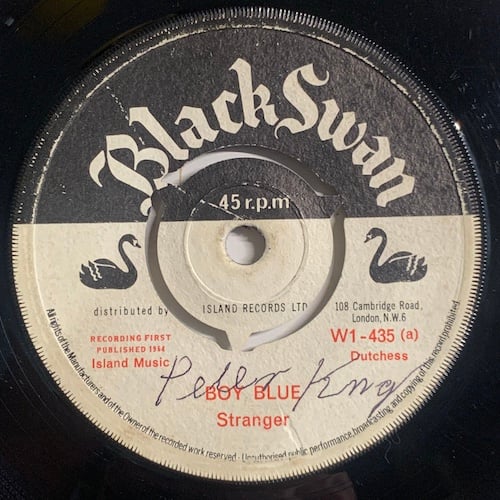 Black Swan
45 r.p.m
distributed by ISLAND RECORDS LTD 108 Cambridge Road,
London, N.W.6
RECORDING FIRST
PUBLISHED 1964
W1-435 (a)
Island Music
Dutchess
Peter King
BOY BLUE
Stranger
All rights of the Manufacturers and of the Owner of the recorded work reserved - Unauthorised public performance, broadcasting and copying of this record prohibited